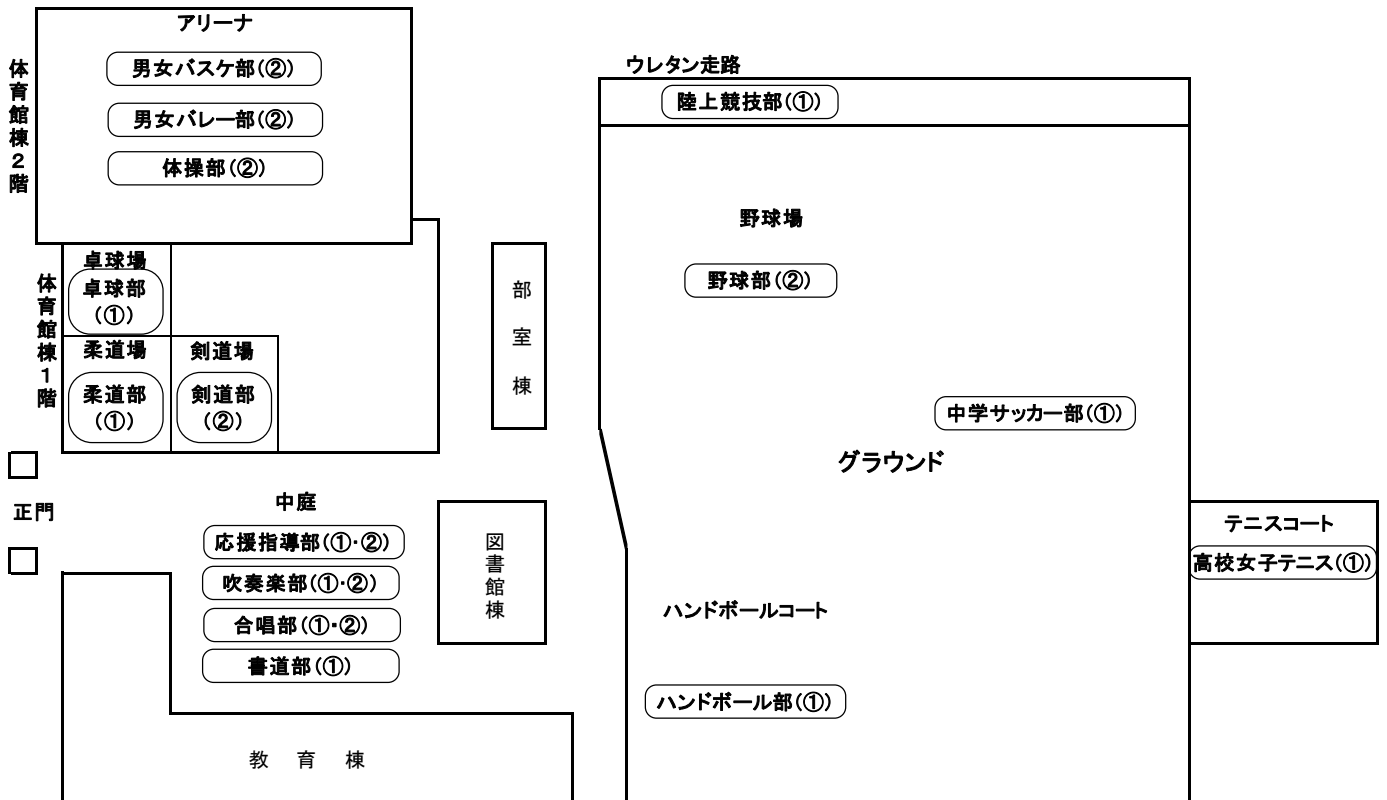 アリーナ
体育館棟2階
男女バスケ部(②)
男女バレー部(②)
体操部(②)
体育館棟1階
卓球場
卓球部
(①)
柔道場
柔道部
(①)
剣道場
剣道部
(②)
部室棟
正門
中庭
応援指導部(①・②)
吹奏楽部(①・②)
合唱部(①・②)
書道部(①)
図書館棟
教 育 棟
ウレタン走路
陸上競技部(①)
野球場
野球部(②)
中学サッカー部(①)
グラウンド
ハンドボールコート
ハンドボール部(①)
テニスコート
高校女子テニス(①)